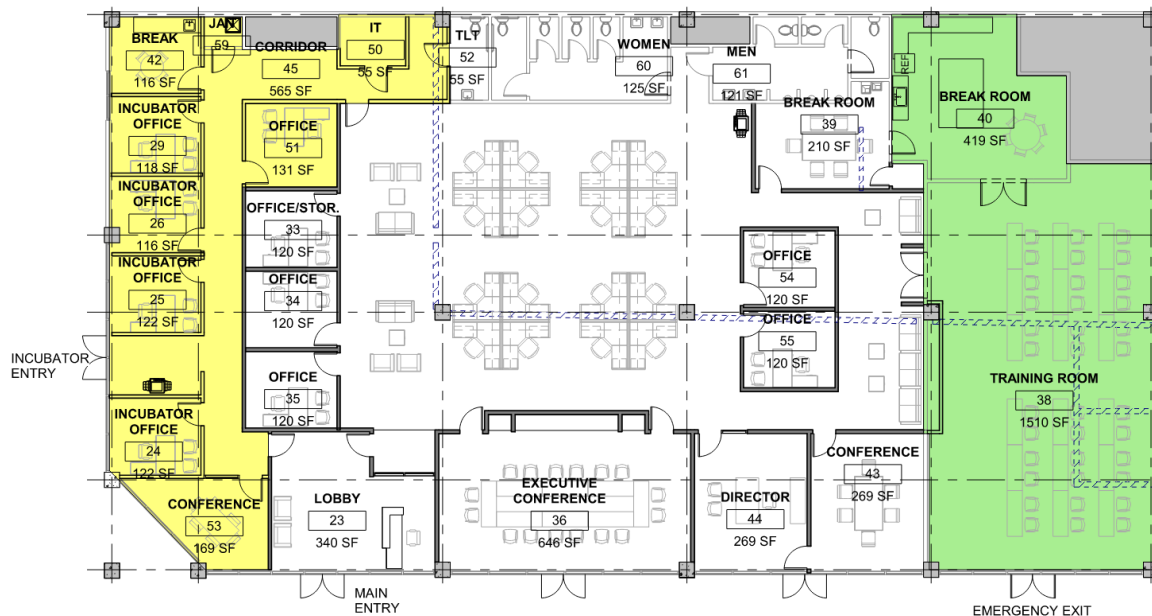 JAN
59
BREAK
42
116 SF
CORRIDOR
45
565 SF
IT
50
55 SF
TLT
52
55 SF
WOMEN
60
125 SF
MEN
61
121 SF
BREAK ROOM
39
210 SF
REF
BREAK ROOM
40
419 SF
INCUBATOR
OFFICE
29
118 SF
OFFICE
51
131 SF
INCUBATOR
OFFICE
26
116 SF
OFFICE/STOR.
33
120 SF
INCUBATOR
OFFICE
25
122 SF
OFFICE
34
120 SF
OFFICE
54
120 SF
OFFICE
55
120 SF
INCUBATOR
ENTRY
OFFICE
35
120 SF
TRAINING ROOM
38
1510 SF
INCUBATOR
OFFICE
24
122 SF
CONFERENCE
53
169 SF
LOBBY
23
340 SF
EXECUTIVE
CONFERENCE
36
646 SF
DIRECTOR
44
269 SF
CONFERENCE
43
269 SF
MAIN
ENTRY
EMERGENCY EXIT